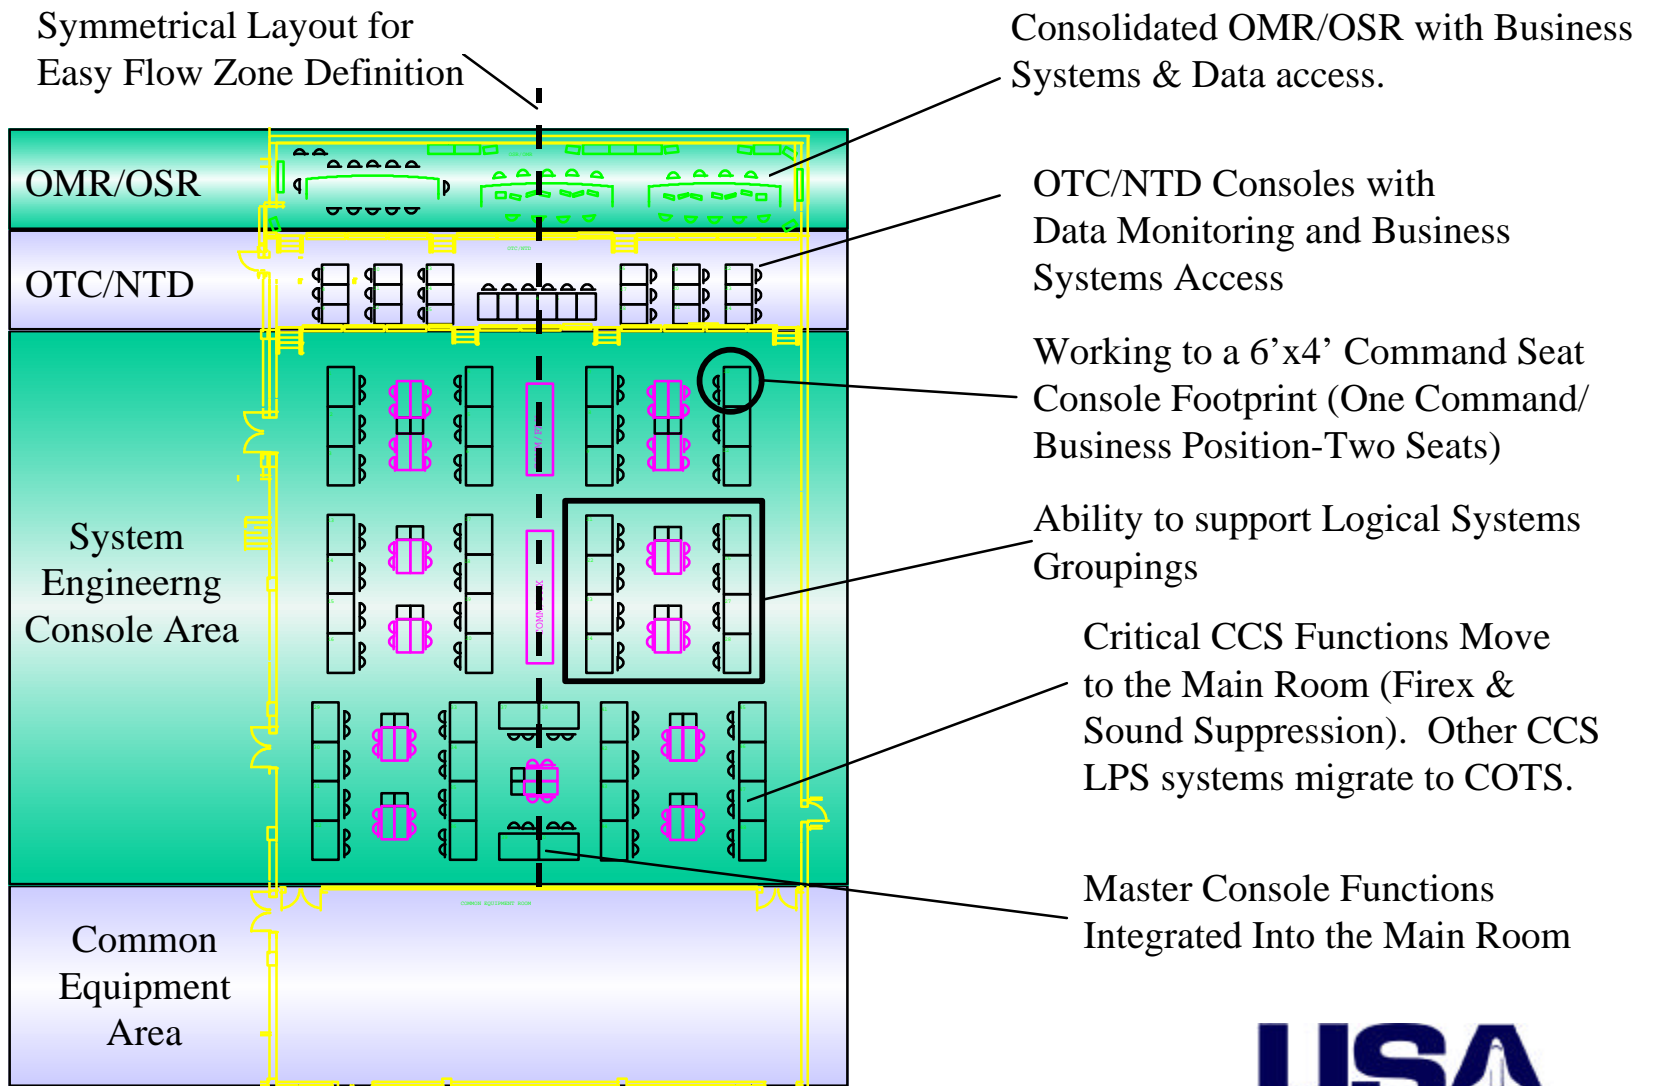 Symmetrical Layout for
Easy Flow Zone Definition
Consolidated OMR/OSR with Business
Systems & Data access.
OMR/OSR
OTC/NTD Consoles with
Data Monitoring and Business
Systems Access
OTC/NTD
Working to a 6’x4’ Command Seat
Console Footprint (One Command/
Business Position-Two Seats)
System
Engineerng
Console Area
Ability to support Logical Systems
Groupings
Critical CCS Functions Move
to the Main Room (Firex &
Sound Suppression).  Other CCS
LPS systems migrate to COTS.
Master Console Functions
Integrated Into the Main Room
COMMON EQUIPMENT ROOM
Common
Equipment
Area
USA